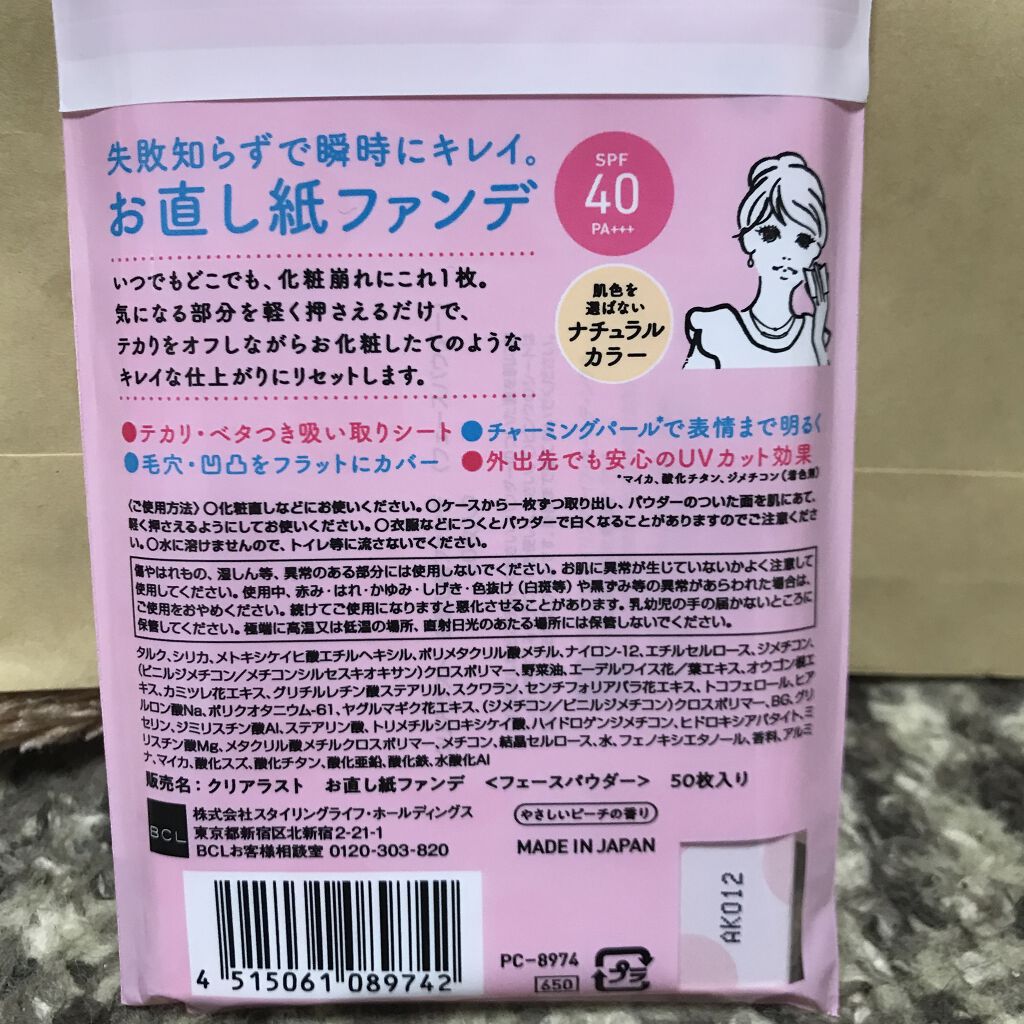 失敗知らずで瞬時にキレイ。
お直し紙ファンデ
SPF
40
PA+++
いつでもどこでも、化粧崩れにこれ1枚。
気になる部分を軽く押さえるだけで、
テカリをオフしながらお化粧したてのような
キレイな仕上がりにリセットします。
肌色を
選ばない
ナチュラル
カラー
●テカリ・ベタつき吸い取りシート ●チャーミングパール*で表情まで明るく
●毛穴・凹凸をフラットにカバー ●外出先でも安心のUVカット効果
*マイカ、酸化チタン、ジメチコン(着色剤)
〈ご使用方法〉〇化粧直しなどにお使いください。〇ケースから一枚ずつ取り出し、パウダーのついた面を肌にあて、
軽く押さえるようにしてお使いください。〇衣服などにつくとパウダーで白くなることがありますのでご注意くださ
い。〇水に溶けませんので、トイレ等に流さないでください。
傷やはれもの、湿しん等、異常のある部分には使用しないでください。お肌に異常が生じていないかよく注意して
使用してください。使用中、赤み・はれ・かゆみ・しげき・色抜け(白斑等)や黒ずみ等の異常があらわれた場合は、
ご使用をおやめください。続けてご使用になりますと悪化させることがあります。乳幼児の手の届かないところに
保管してください。極端に高温又は低温の場所、直射日光のあたる場所には保管しないでください。
タルク、シリカ、メトキシケイヒ酸エチルヘキシル、ポリメタクリル酸メチル、ナイロン-12、エチルセルロース、ジメチコン、
(ビニルジメチコン/メチコンシルセスキオキサン)クロスポリマー、野菜油、エーデルワイス花/葉エキス、オウゴン根エ
キス、カミツレ花エキス、グリチルレチン酸ステアリル、スクワラン、センチフォリアバラ花エキス、トコフェロール、ヒア
ルロン酸Na、ポリクオタニウム-61、ヤグルマギク花エキス、(ジメチコン/ビニルジメチコン)クロスポリマー、BG、グリ
セリン、ジミリスチン酸Al、ステアリン酸、トリメチルシロキシケイ酸、ハイドロゲンジメチコン、ヒドロキシアパタイト、ミ
リスチン酸Mg、メタクリル酸メチルクロスポリマー、メチコン、結晶セルロース、水、フェノキシエタノール、香料、アルミ
ナ、マイカ、酸化スズ、酸化チタン、酸化亜鉛、酸化鉄、水酸化Al
販売名:クリアラスト お直し紙ファンデ <フェースパウダー> 50枚入り
BCL
株式会社スタイリングライフ・ホールディングス
東京都新宿区北新宿2-21-1
BCLお客様相談室 0120-303-820
やさしいピーチの香り
MADE IN JAPAN
AK012
4 515061 089742
PC-8974
650
プラ